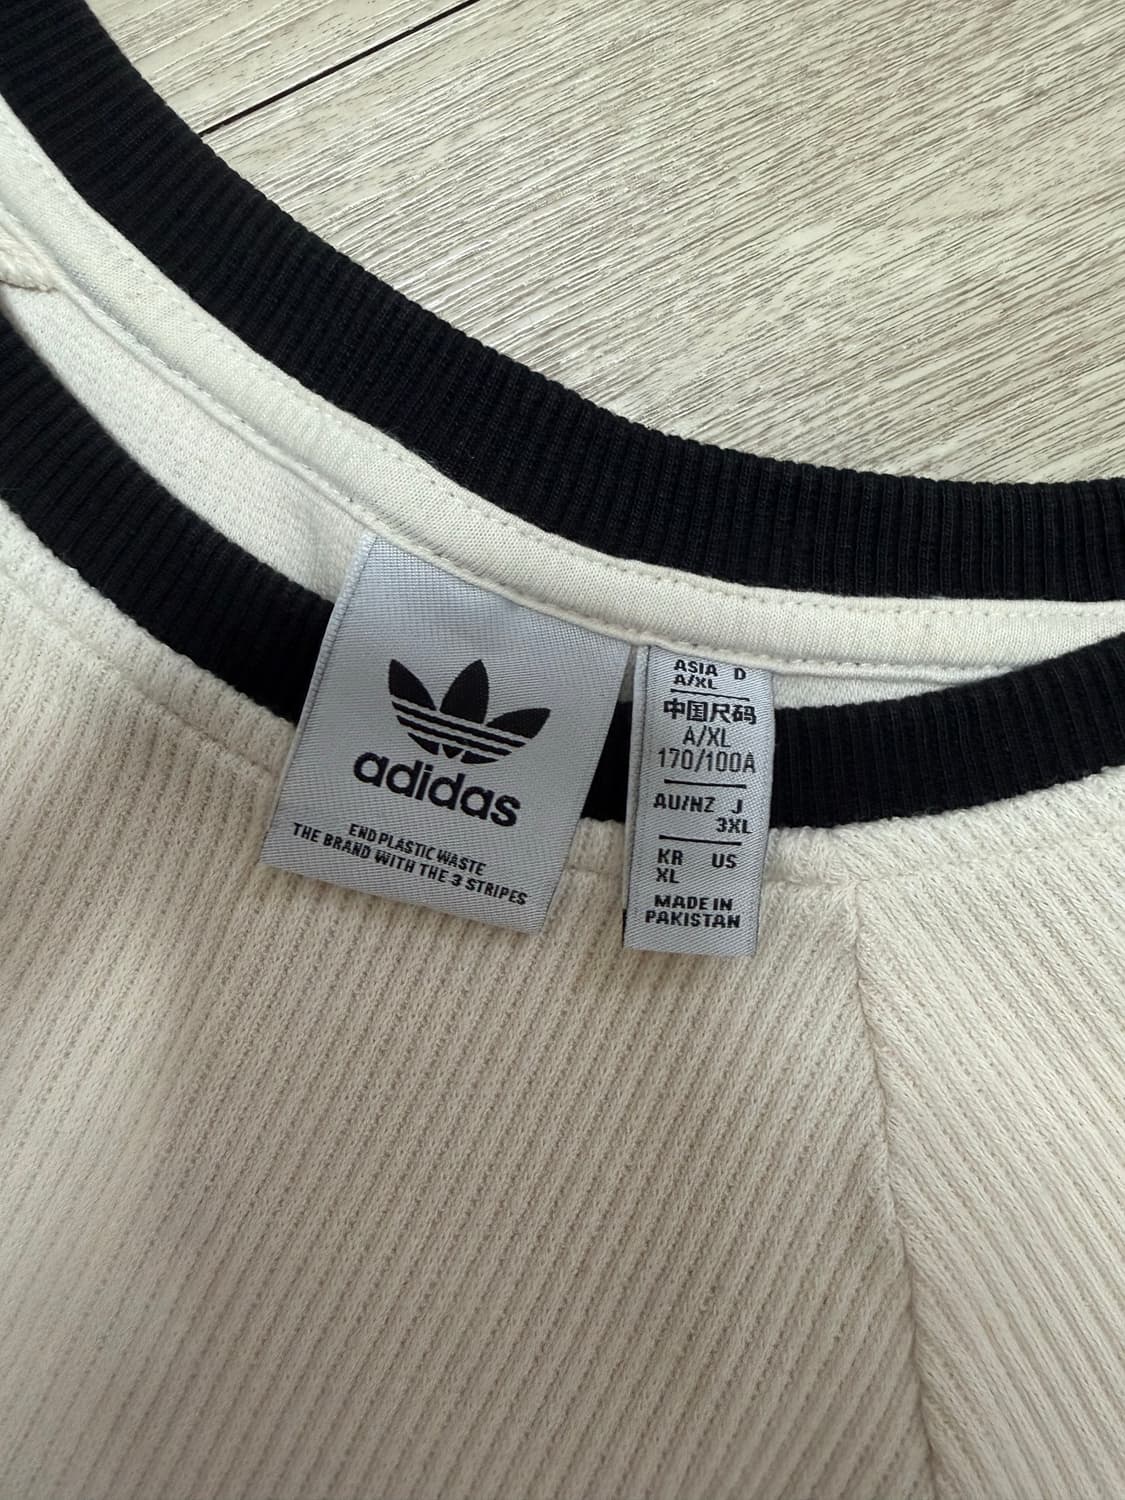 adidas
END PLASTIC WASTE
THE BRAND WITH THE 3 STRIPES
ASIA D
A/XL
中国尺码
A/XL
170/100A
AU/NZ J
3XL
KR US
XL
MADE IN
PAKISTAN